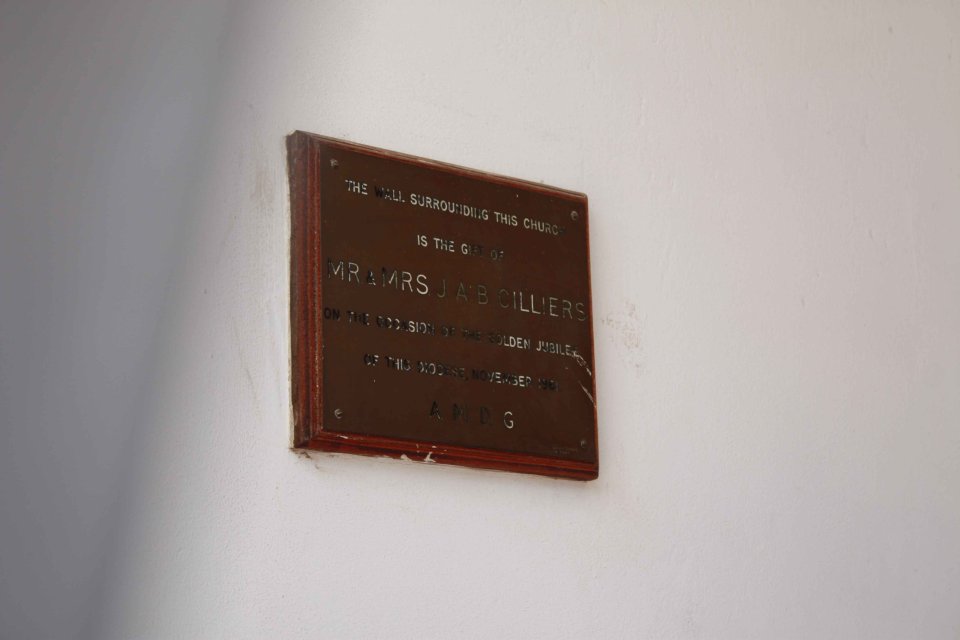 THE WALL SURROUNDING THIS CHURCH
IS THE GIFT OF
MR & MRS J A B CILLIERS
ON THE OCCASION OF THE GOLDEN JUBILEE
OF THIS DIOCESE, NOVEMBER
A M D G